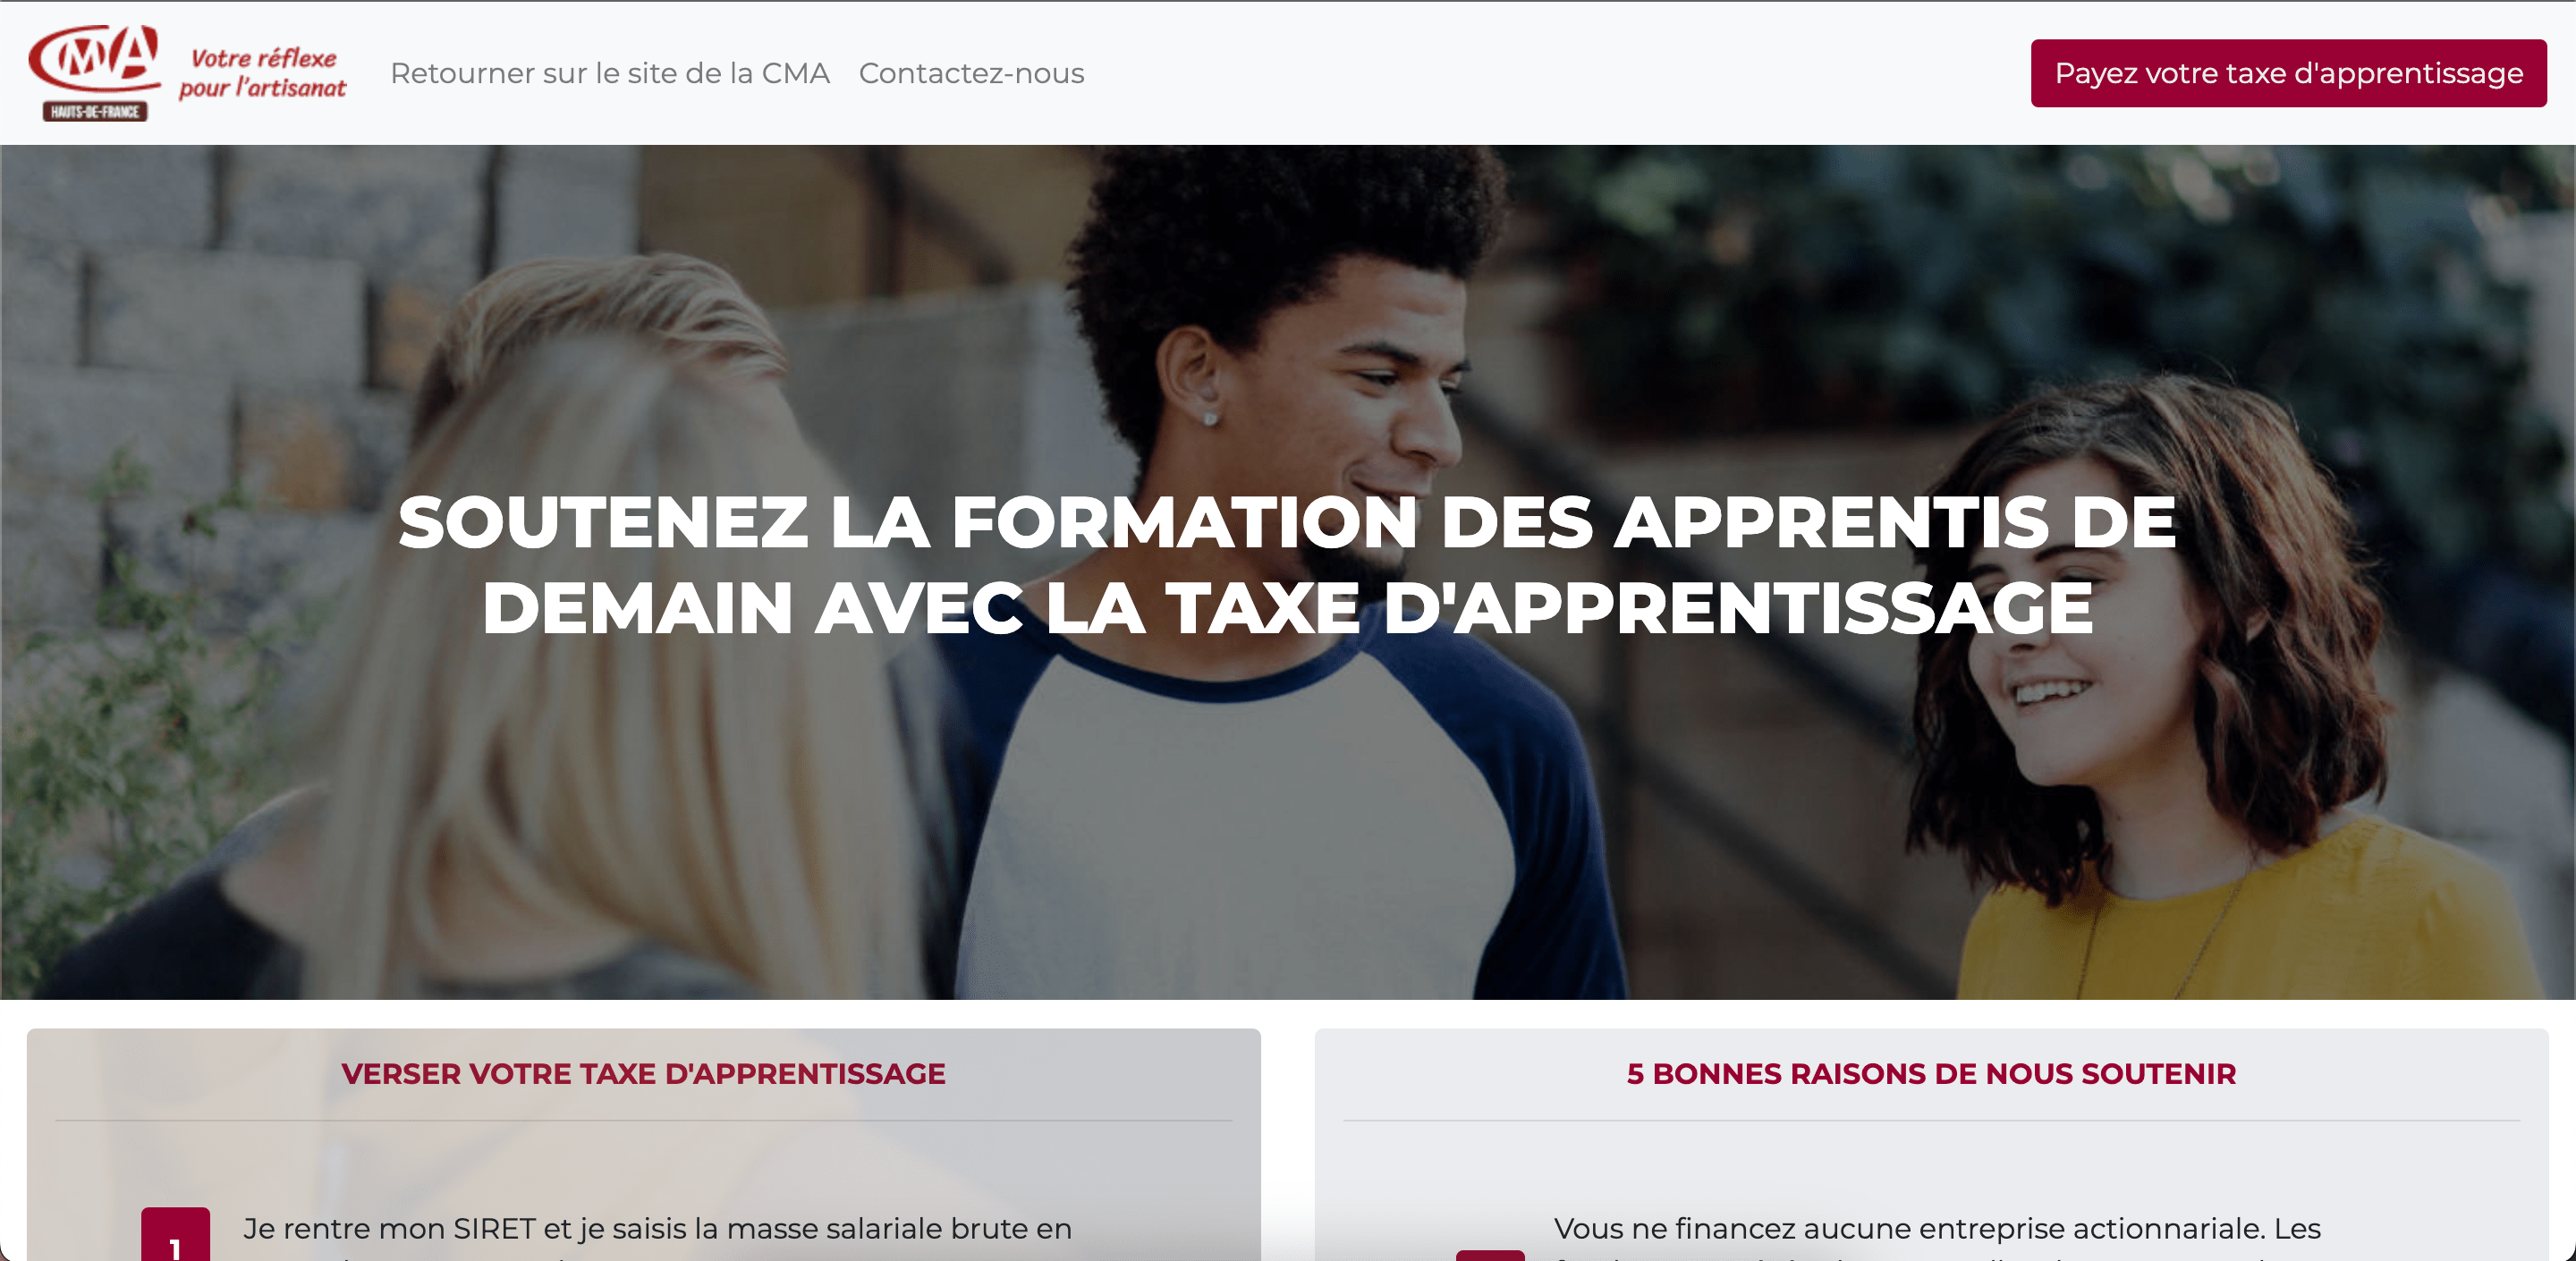 CMA
HAUTS-DE-FRANCE
Votre réflexe
pour l'artisanat
Retourner sur le site de la CMA
Contactez-nous
Payez votre taxe d'apprentissage
SOUTENEZ LA FORMATION DES APPRENTIS DE
DEMAIN AVEC LA TAXE D'APPRENTISSAGE
VERSER VOTRE TAXE D'APPRENTISSAGE
1
Je rentre mon SIRET et je saisis la masse salariale brute en
5 BONNES RAISONS DE NOUS SOUTENIR
Vous ne financez aucune entreprise actionnariale. Les